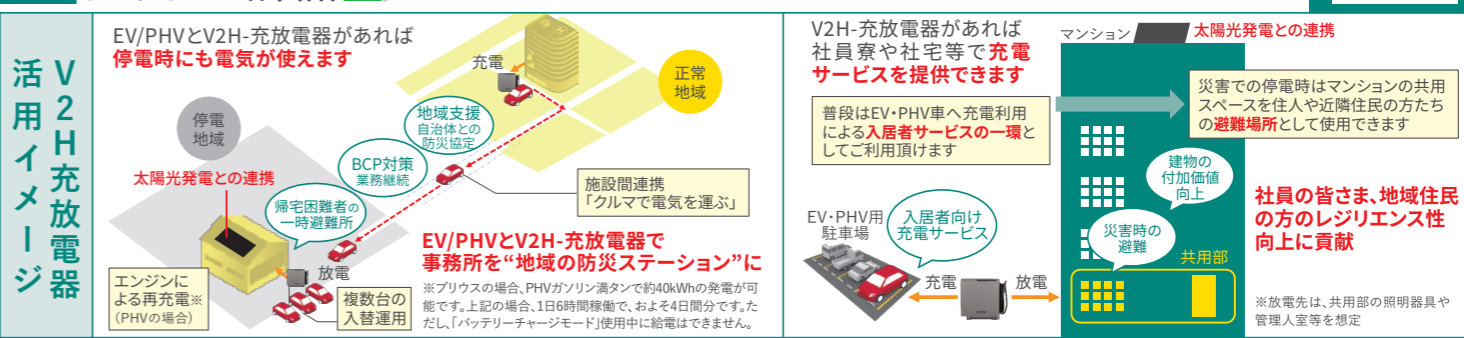 V2H充放電器
活用イメージ
EV/PHVとV2H-充放電器があれば
停電時にも電気が使えます
充電
正常
地域
停電
地域
地域支援
自治体との
防災協定
BCP対策
業務継続
太陽光発電との連携
帰宅困難者の
一時避難所
施設間連携
「クルマで電気を運ぶ」
放電
エンジンに
よる再充電※
(PHVの場合)
複数台の
入替運用
EV/PHVとV2H-充放電器で
事務所を“地域の防災ステーション”に
※プリウスの場合、PHVガソリン満タンで約40kWhの発電が可
能です。上記の場合、1日6時間稼働で、およそ4日間分です。た
だし、「バッテリーチャージモード」使用中に給電はできません。
V2H-充放電器があれば
社員寮や社宅等で充電
サービスを提供できます
普段はEV・PHV車へ充電利用
による入居者サービスの一環と
してご利用頂けます
マンション
太陽光発電との連携
災害での停電時はマンションの共用
スペースを住人や近隣住民の方たち
の避難場所として使用できます
建物の
付加価値
向上
災害時の
避難
共用部
EV・PHV用
駐車場
入居者向け
充電サービス
充電
放電
社員の皆さま、地域住民
の方のレジリエンス性
向上に貢献
※放電先は、共用部の照明器具や
管理人室等を想定